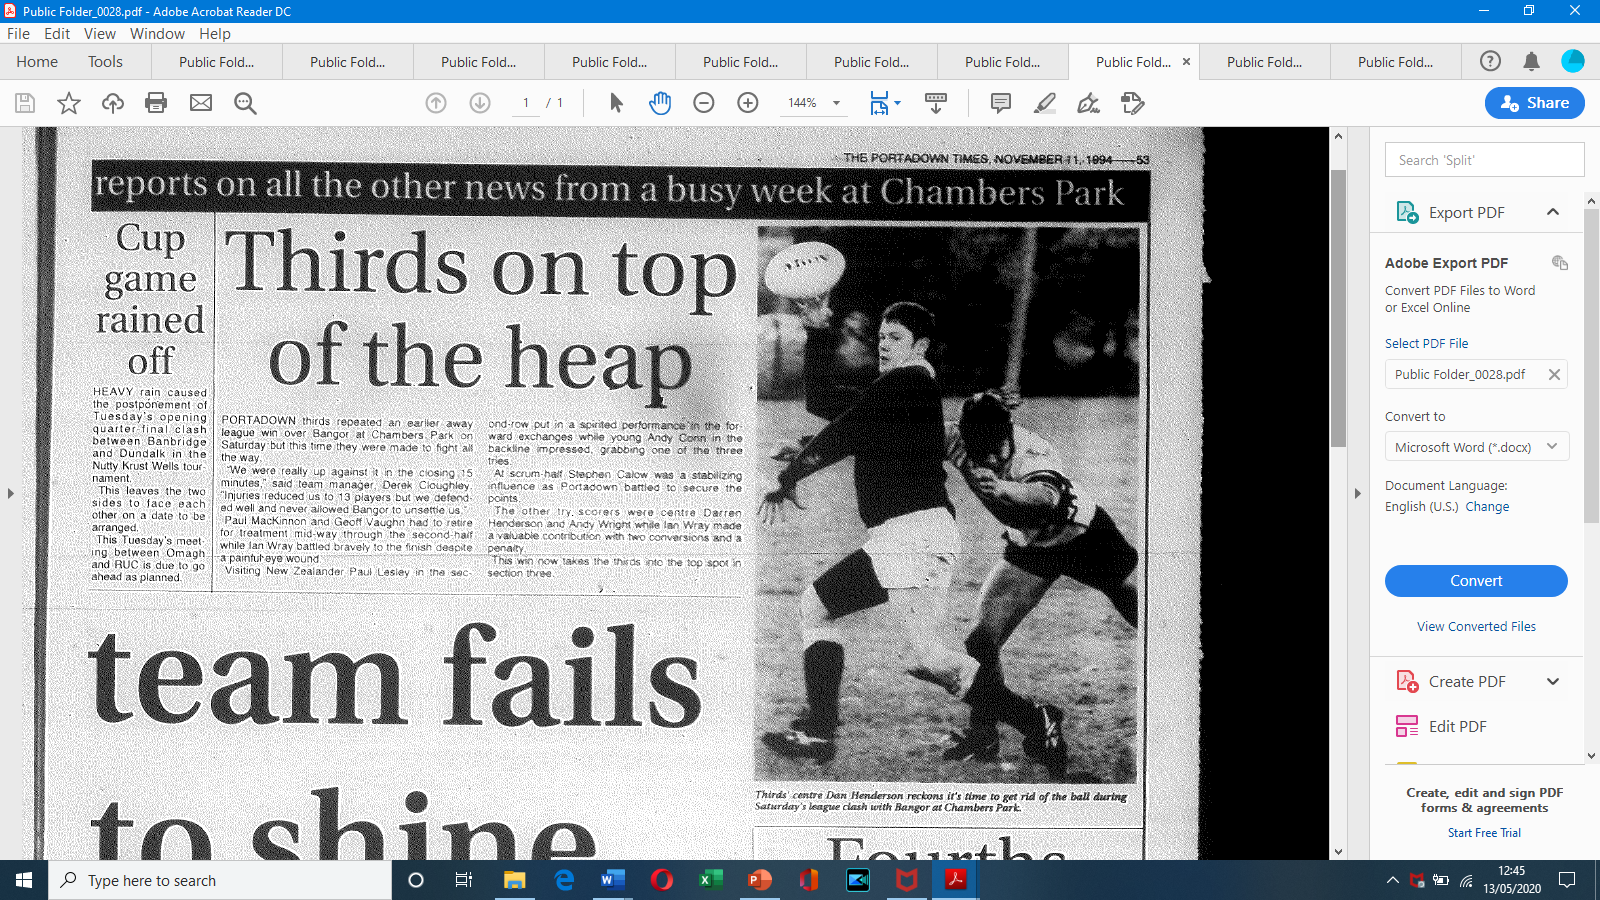 Public Folder_0028.pdf - Adobe Acrobat Reader DC
File Edit View Window Help
Home Tools Public Fold... Public Fold... Public Fold... Public Fold... Public Fold... Public Fold... Public Fold... Public Fold... Public Fold... Public Fold...
1 / 1 144% Share
THE PORTADOWN TIMES, NOVEMBER 11, 1994—53
reports on all the other news from a busy week at Chambers Park
Cup
game
rained
off
HEAVY rain caused
the postponement of
Tuesday's opening
quarter-final clash
between Banbridge
and Dundalk in the
Nutty Krust Wells tour-
nament.
This leaves the two
sides to face each
other on a date to be
arranged.
This Tuesday's meet-
ing between Omagh
and RUC is due to go
ahead as planned.
Thirds on top
of the heap
PORTADOWN thirds repeated an earlier away
league win over Bangor at Chambers Park on
Saturday but this time they were made to fight all
the way.
"We were really up against it in the closing 15
minutes," said team manager, Derek Cloughley.
"Injuries reduced us to 13 players but we defend-
ed well and never allowed Bangor to unsettle us."
Paul MacKinnon and Geoff Vaughn had to retire
for treatment mid-way through the second-half
while Ian Wray battled bravely to the finish despite
a painful eye wound.
Visiting New Zealander Paul Lesley in the sec-
ond-row put in a spirited performance in the for-
ward exchanges while young Andy Conn in the
backline impressed, grabbing one of the three
tries.
At scrum-half Stephen Calow was a stabilizing
influence as Portadown battled to secure the
points.
The other try scorers were centre Darren
Henderson and Andy Wright while Ian Wray made
a valuable contribution with two conversions and a
penalty.
This win now takes the thirds into the top spot in
section three.
team fails
to shine
Thirds' centre Dan Henderson reckons it's time to get rid of the ball during
Saturday's league clash with Bangor at Chambers Park.
Fourths
Search 'Split'
Export PDF
Adobe Export PDF
Convert PDF Files to Word
or Excel Online
Select PDF File
Public Folder_0028.pdf
Convert to
Microsoft Word (*.docx)
Document Language:
English (U.S.) Change
Convert
View Converted Files
Create PDF
Edit PDF
Create, edit and sign PDF
forms & agreements
Start Free Trial
Type here to search
12:45
13/05/2020